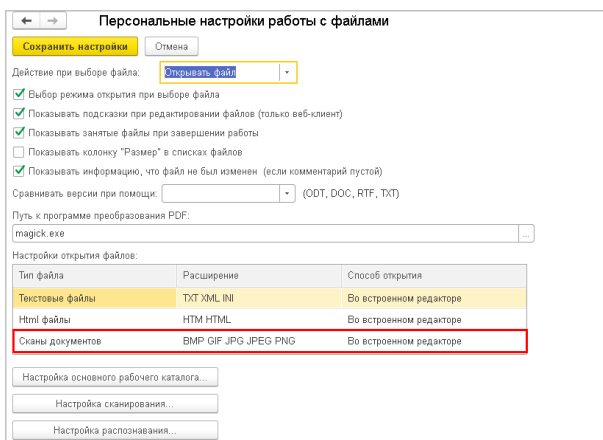 Персональные настройки работы с файлами
Сохранить настройки Отмена
Действие при выборе файла: Открывать файл
Выбор режима открытия при выборе файла
Показывать подсказки при редактировании файлов (только веб-клиент)
Показывать занятые файлы при завершении работы
Показывать колонку "Размер" в списках файлов
Показывать информацию, что файл не был изменен (если комментарий пустой)
Сравнивать версии при помощи: (ODT, DOC, RTF, TXT)
Путь к программе преобразования PDF:
magick.exe ...
Настройки открытия файлов:
Тип файла Расширение Способ открытия
Текстовые файлы TXT XML INI Во встроенном редакторе
Html файлы HTM HTML Во встроенном редакторе
Сканы документов BMP GIF JPG JPEG PNG Во встроенном редакторе
Настройка основного рабочего каталога...
Настройка сканирования...
Настройка распознавания...